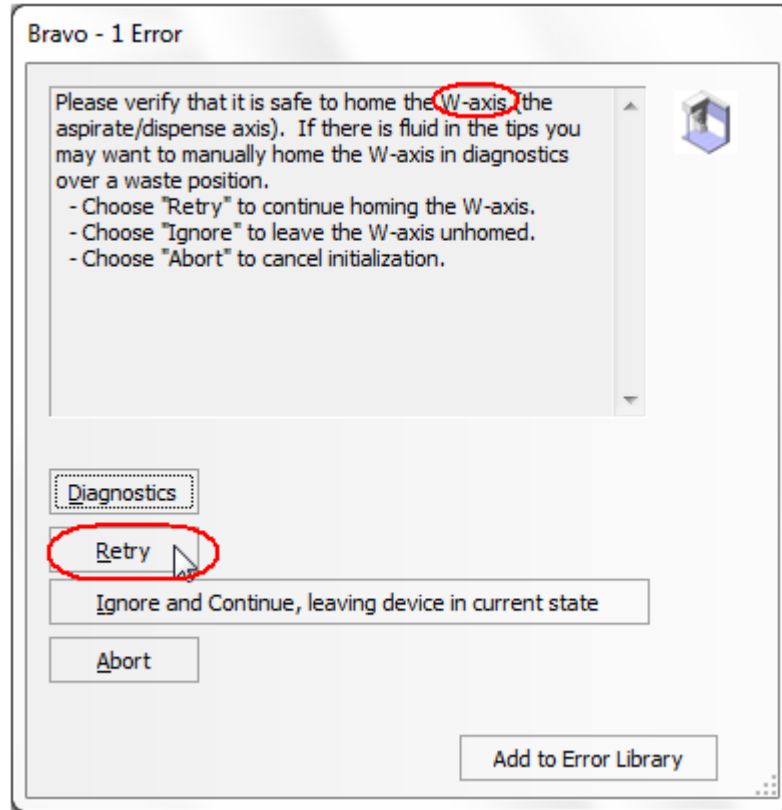 Bravo - 1 Error
Please verify that it is safe to home the W-axis (the
aspirate/dispense axis).  If there is fluid in the tips you
may want to manually home the W-axis in diagnostics
over a waste position.
- Choose "Retry" to continue homing the W-axis.
- Choose "Ignore" to leave the W-axis unhomed.
- Choose "Abort" to cancel initialization.
Diagnostics
Retry
Ignore and Continue, leaving device in current state
Abort
Add to Error Library